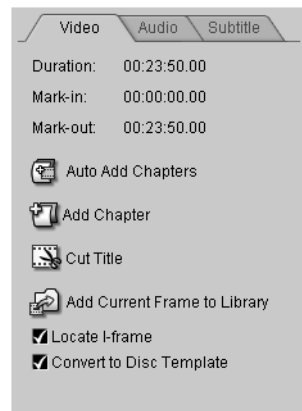 Video Audio Subtitle
Duration: 00:23:50.00
Mark-in: 00:00:00.00
Mark-out: 00:23:50.00
Auto Add Chapters
Add Chapter
Cut Title
Add Current Frame to Library
Locate I-frame
Convert to Disc Template